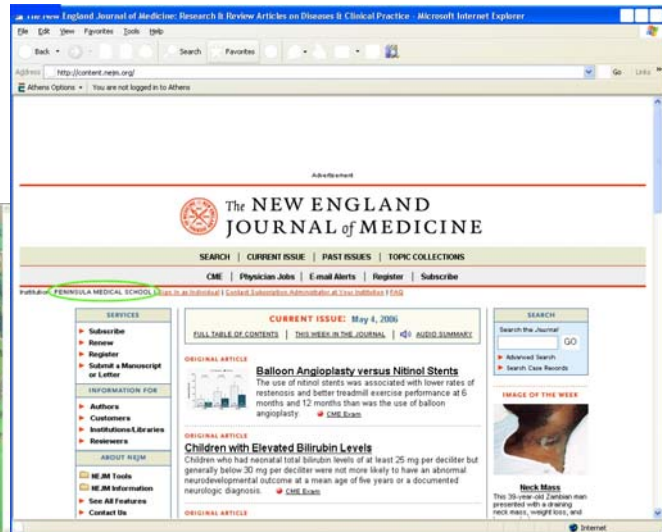 The New England Journal of Medicine: Research & Review Articles on Diseases & Clinical Practice - Microsoft Internet Explorer
File Edit View Favorites Tools Help
Back Search Favorites
Address http://content.nejm.org/ Go Links »
Athens Options You are not logged in to Athens
Advertisement
The NEW ENGLAND
JOURNAL of MEDICINE
SEARCH | CURRENT ISSUE | PAST ISSUES | TOPIC COLLECTIONS
CME | Physician Jobs | E-mail Alerts | Register | Subscribe
Institution: PENINSULA MEDICAL SCHOOL | Sign in as Individual | Contact Subscription Administrator at Your Institution | FAQ
SERVICES
Subscribe
Renew
Register
Submit a Manuscript
or Letter
INFORMATION FOR
Authors
Customers
Institutions/Libraries
Reviewers
ABOUT NEJM
NEJM Tools
NEJM Information
See All Features
Contact Us
CURRENT ISSUE: May 4, 2006
FULL TABLE OF CONTENTS | THIS WEEK IN THE JOURNAL | AUDIO SUMMARY
ORIGINAL ARTICLE
Balloon Angioplasty versus Nitinol Stents
The use of nitinol stents was associated with lower rates of
restenosis and better treadmill exercise performance at 6
months and 12 months than was the use of balloon
angioplasty. CME Exam
ORIGINAL ARTICLE
Children with Elevated Bilirubin Levels
Children who had neonatal total bilirubin levels of at least 25 mg per deciliter but
generally below 30 mg per deciliter were not more likely to have an abnormal
neurodevelopmental outcome at a mean age of five years or a documented
neurologic diagnosis. CME Exam
ORIGINAL ARTICLE
SEARCH
Search the Journal
GO
Advanced Search
Search Case Records
IMAGE OF THE WEEK
Neck Mass
This 39-year-old Zambian man
presented with a draining
neck mass, weight loss, and
Internet